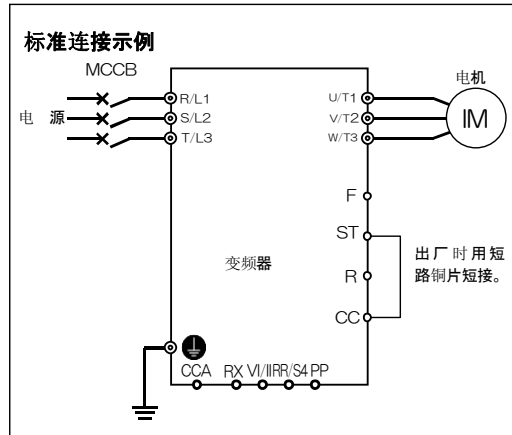 标准连接示例
MCCB
电 源
R/L1
S/L2
T/L3
U/T1
V/T2
W/T3
电机
IM
F
ST
R
CC
变频器
出厂时用短
路铜片短接。
CCA RX VI/II RR/S4 PP